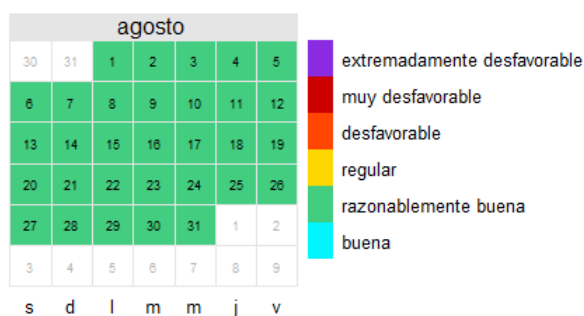 agosto
30 31 1 2 3 4 5
6 7 8 9 10 11 12
13 14 15 16 17 18 19
20 21 22 23 24 25 26
27 28 29 30 31 1 2
3 4 5 6 7 8 9
s d l m m j v
extremadamente desfavorable
muy desfavorable
desfavorable
regular
razonablemente buena
buena